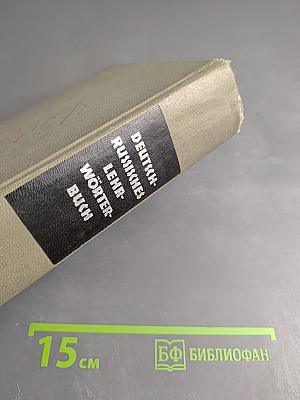 DEUTSCH-
RUSSISCHES
LEHR-
WÖRTER-
BUCH
15 см
БФ БИБЛИОФАН